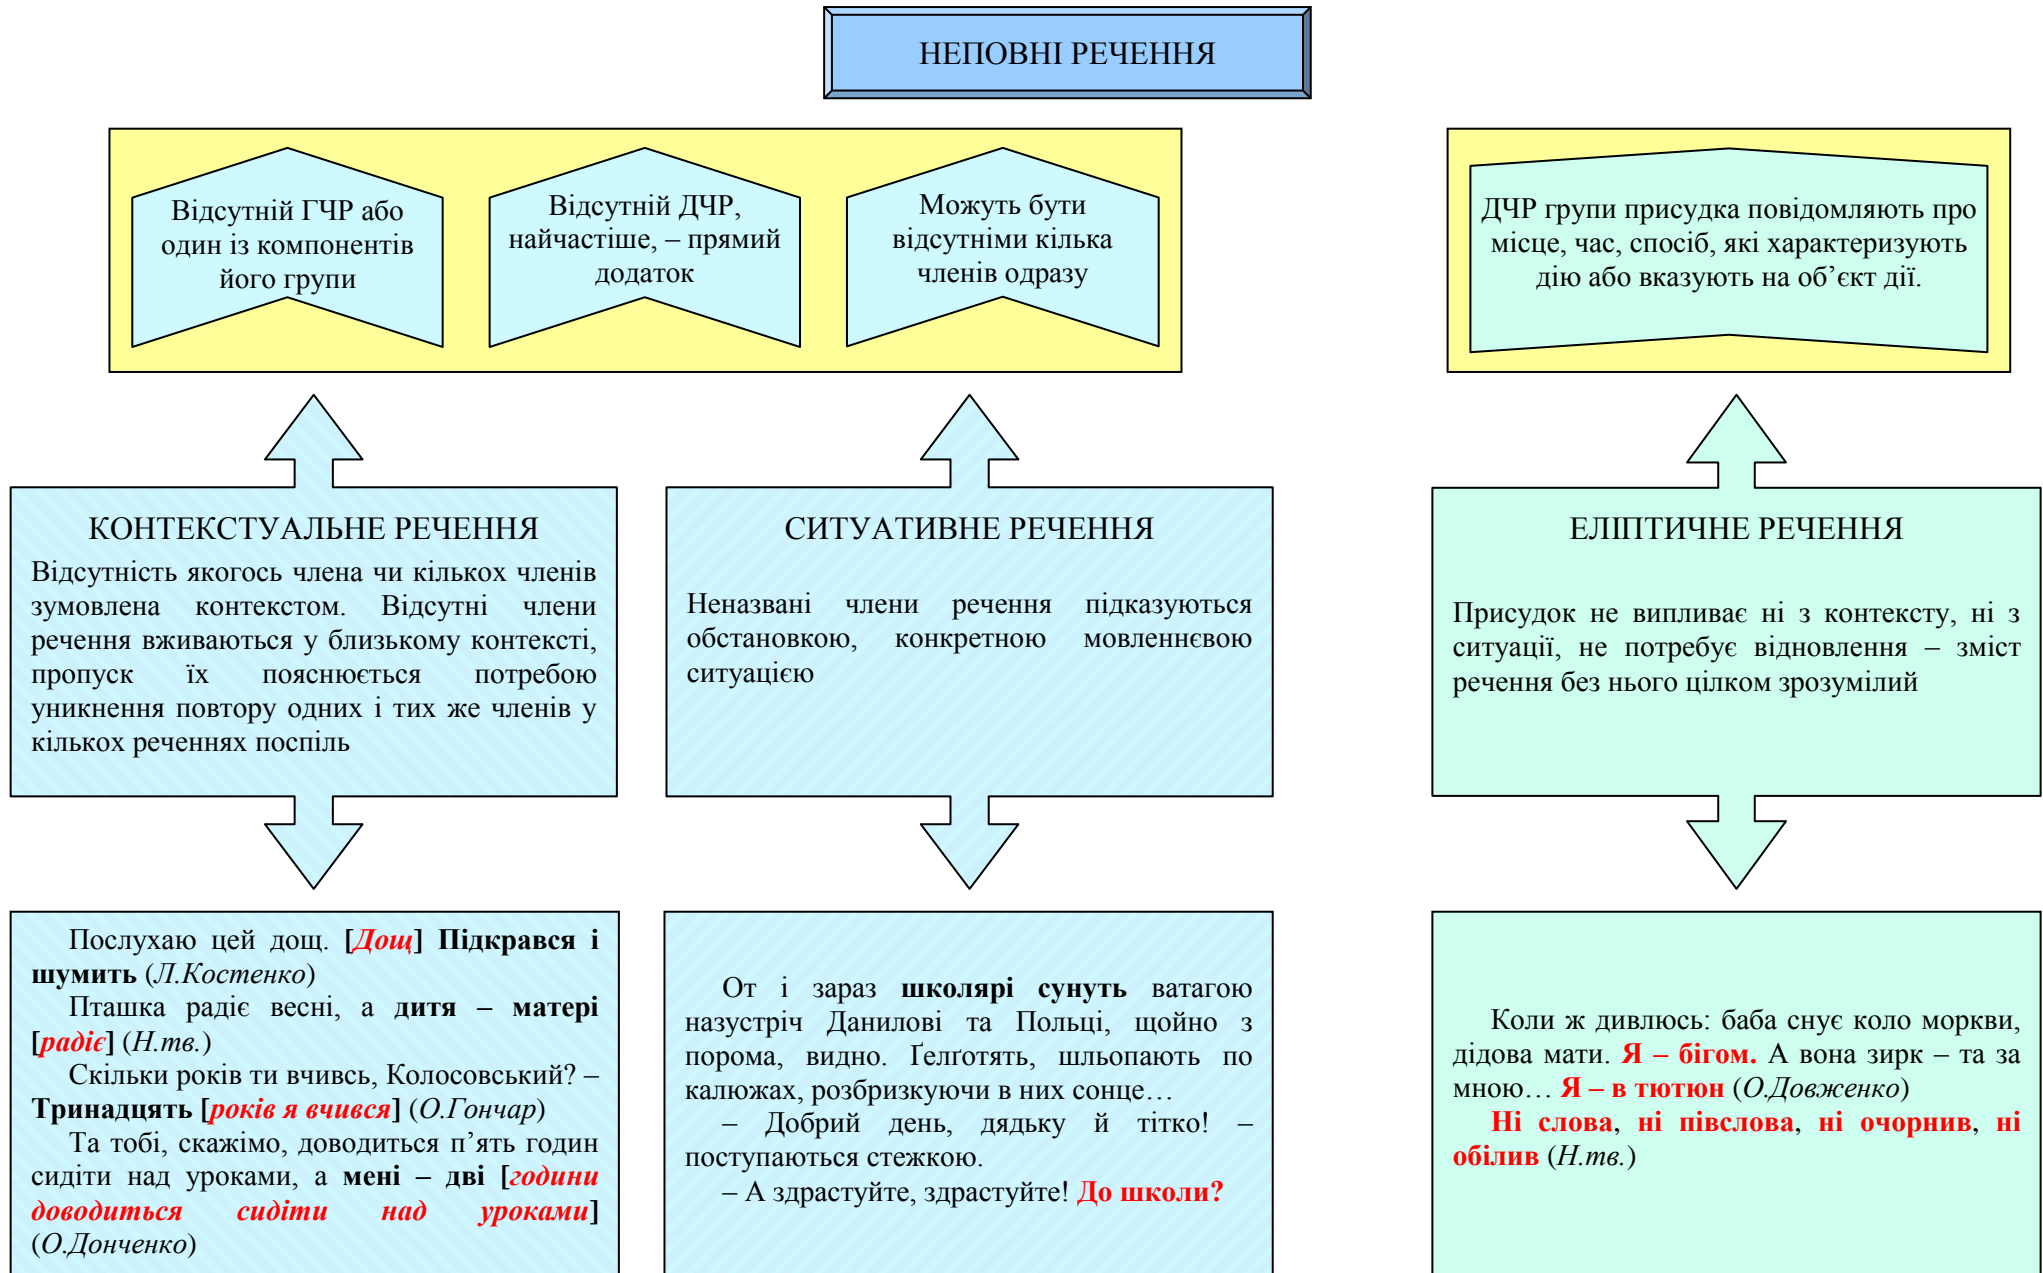 НЕПОВНІ РЕЧЕННЯ
Відсутній ГЧР або
один із компонентів
його групи
Відсутній ДЧР,
найчастіше, – прямий
додаток
Можуть бути
відсутніми кілька
членів одразу
ДЧР групи присудка повідомляють про
місце, час, спосіб, які характеризують
дію або вказують на об’єкт дії.
КОНТЕКСТУАЛЬНЕ РЕЧЕННЯ
Відсутність якогось члена чи кількох членів
зумовлена контекстом. Відсутні члени
речення вживаються у близькому контексті,
пропуск їх пояснюється потребою
уникнення повтору одних і тих же членів у
кількох реченнях поспіль
СИТУАТИВНЕ РЕЧЕННЯ
Неназвані члени речення підказуються
обстановкою, конкретною мовленнєвою
ситуацією
ЕЛІПТИЧНЕ РЕЧЕННЯ
Присудок не випливає ні з контексту, ні з
ситуації, не потребує відновлення – зміст
речення без нього цілком зрозумілий
Послухаю цей дощ. [Дощ] Підкрався і
шумить (Л.Костенко)
Пташка радіє весні, а дитя – матері
[радіє] (Н.тв.)
Скільки років ти вчивсь, Колосовський? –
Тринадцять [років я вчився] (О.Гончар)
Та тобі, скажімо, доводиться п’ять годин
сидіти над уроками, а мені – дві [години
доводиться сидіти над уроками]
(О.Донченко)
От і зараз школярі сунуть ватагою
назустріч Данилові та Польці, щойно з
порома, видно. Ґелґотять, шльопають по
калюжах, розбризкуючи в них сонце…
– Добрий день, дядьку й тітко! –
поступаються стежкою.
– А здрастуйте, здрастуйте! До школи?
Коли ж дивлюсь: баба снує коло моркви,
дідова мати. Я – бігом. А вона зирк – та за
мною… Я – в тютюн (О.Довженко)
Ні слова, ні півслова, ні очорнив, ні
обілив (Н.тв.)